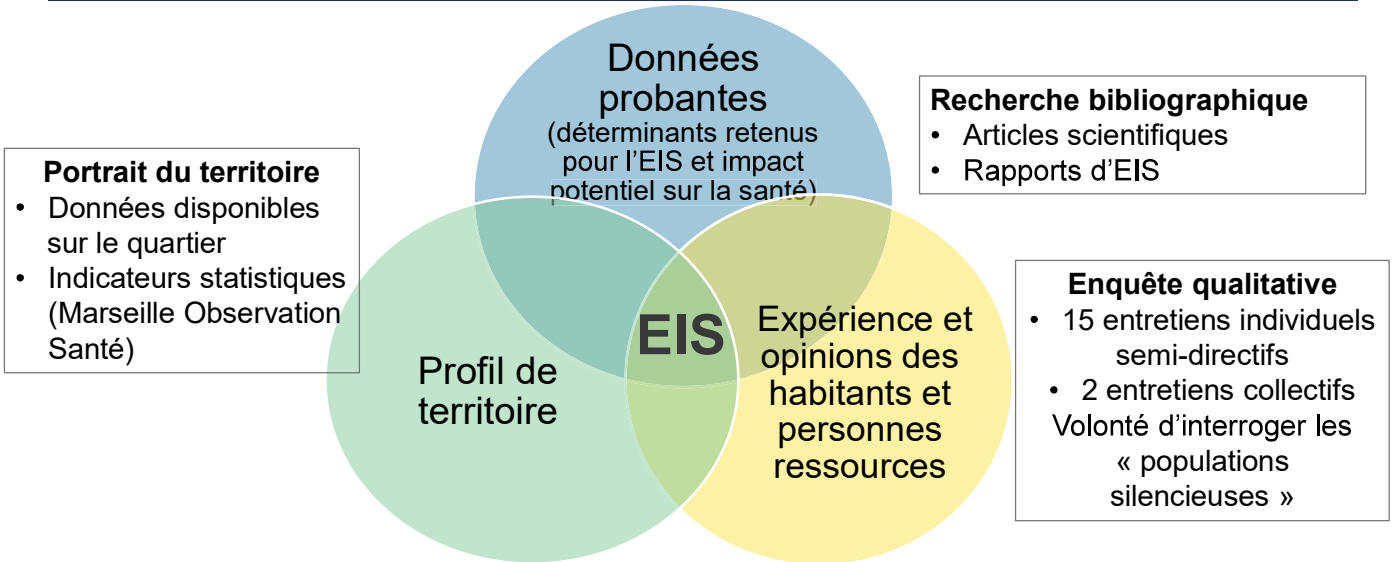 Données
probantes
(déterminants retenus
pour l’EIS et impact
potentiel sur la santé)
Recherche bibliographique
• Articles scientifiques
• Rapports d’EIS
Portrait du territoire
• Données disponibles
sur le quartier
• Indicateurs statistiques
(Marseille Observation
Santé)
EIS
Profil de
territoire
Expérience et
opinions des
habitants et
personnes
ressources
Enquête qualitative
• 15 entretiens individuels
semi-directifs
• 2 entretiens collectifs
Volonté d’interroger les
« populations
silencieuses »